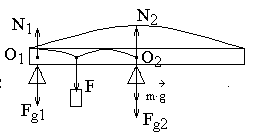 N₁ N₂
O₁ O₂
F m·g
Fg1 Fg2